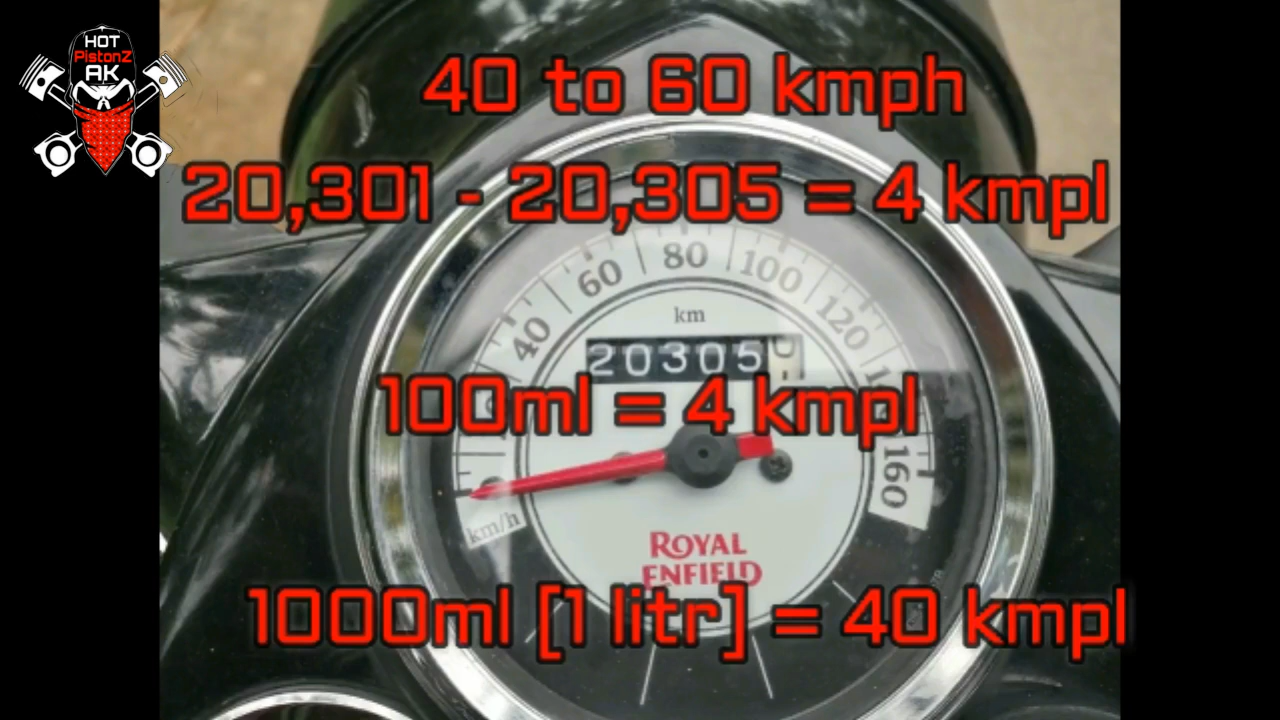 HOT
PistonZ
AK
40 to 60 kmph
20,301 - 20,305 = 4 kmpl
40 60 80 100 120
km
20305
100ml = 4 kmpl
160
km/h
ROYAL
ENFIELD
1000ml [1 litr] = 40 kmpl